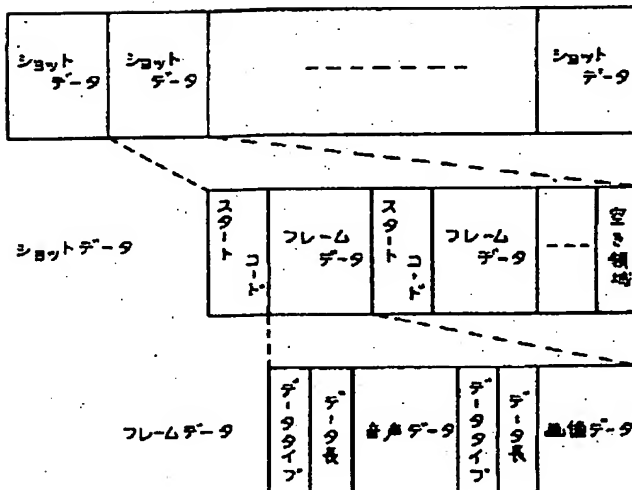 ショット
データ
ショット
データ
ショット
データ
ショットデータ
スタート
コード
フレーム
データ
スタート
コード
フレーム
データ
空き領域
フレームデータ
データタイプ
データ長
音声データ
データタイプ
データ長
画像データ